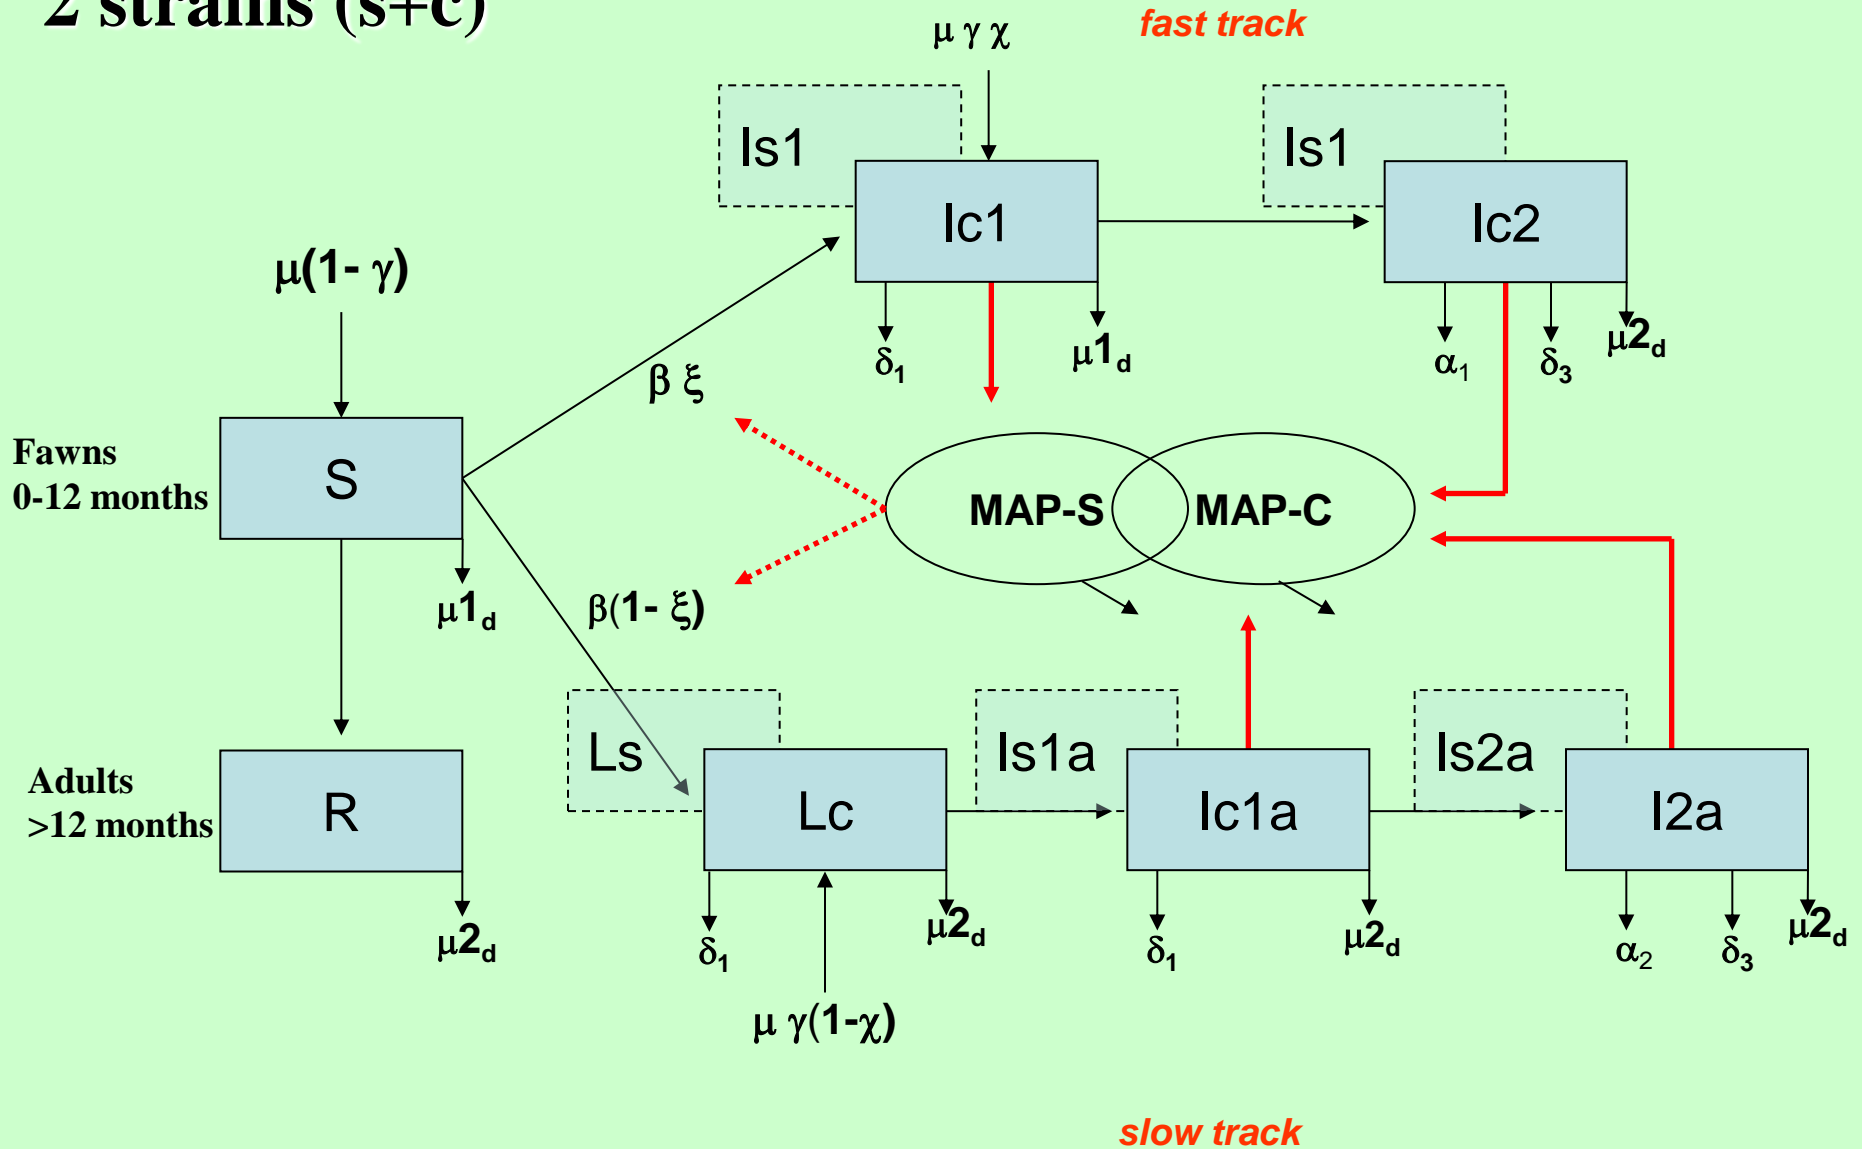 2 strains (s+c)
fast track
μ γ χ
Is1
Is1
Ic1
Ic2
μ(1- γ)
δ1
μ1d
α1
δ3
μ2d
β ξ
Fawns
0-12 months
S
MAP-S
MAP-C
μ1d
β(1- ξ)
Ls
Is1a
Is2a
Adults
>12 months
R
Lc
Ic1a
I2a
μ2d
δ1
μ2d
δ1
μ2d
α2
δ3
μ2d
μ γ(1-χ)
slow track